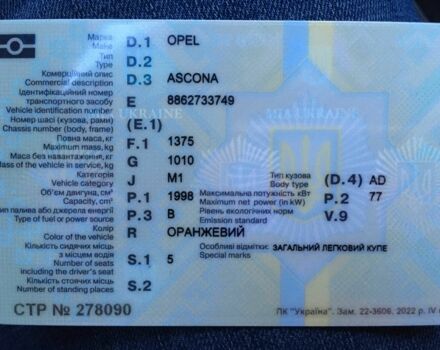 Марка D.1 OPEL
Make
Тип D.2
Type
Комерційний опис D.3 ASCONA
Commercial description
Ідентифікаційний номер
транспортного засобу E 8862733749
Vehicle identification number
Номер шасі (кузова, рами) (E.1)
Chassis number (body, frame)
Повна маса, кг F.1 1375
Maximum mass, kg
Маса без навантаження, кг G 1010
Mass of the vehicle in service, kg
Категорія J M1 Тип кузова (D.4) AD
Vehicle category Body type
Об'єм двигуна, см³ P.1 1998 Максимальна потужність кВт P.2 77
Capacity, cm³ Maximum net power (in kW)
Тип палива або джерела енергії P.3 B Рівень екологічних норм V.9
Type of fuel or power source Emission standard
Колір R ОРАНЖЕВИЙ Особливі відмітки: ЗАГАЛЬНИЙ ЛЕГКОВИЙ КУПЕ
Color of the vehicle Special marks
Кількість сидячих місць
з місцем водія S.1 5
Number of seats
including the driver's seat
Кількість стоячих місць S.2
Number of standing places
СТР № 278090
ПК "Україна". Зам. 22-3606. 2022 р. IV
MIA UKRAINE
MIA UKRAINE